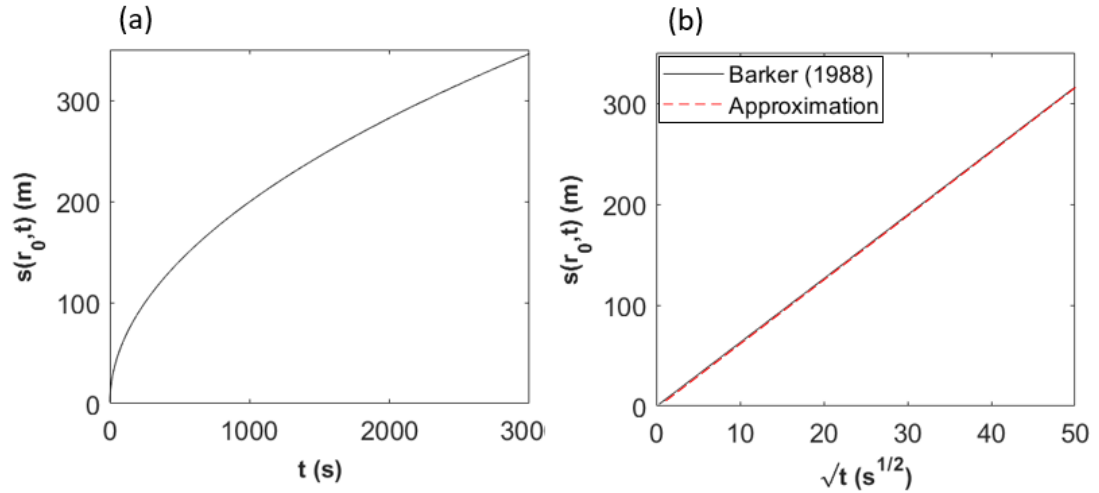 (a)
300
200
100
0
s(r0,t) (m)
0 1000 2000 300
t (s)
(b)
Barker (1988)
Approximation
300
200
100
0
s(r0,t) (m)
0 10 20 30 40 50
√t (s1/2)